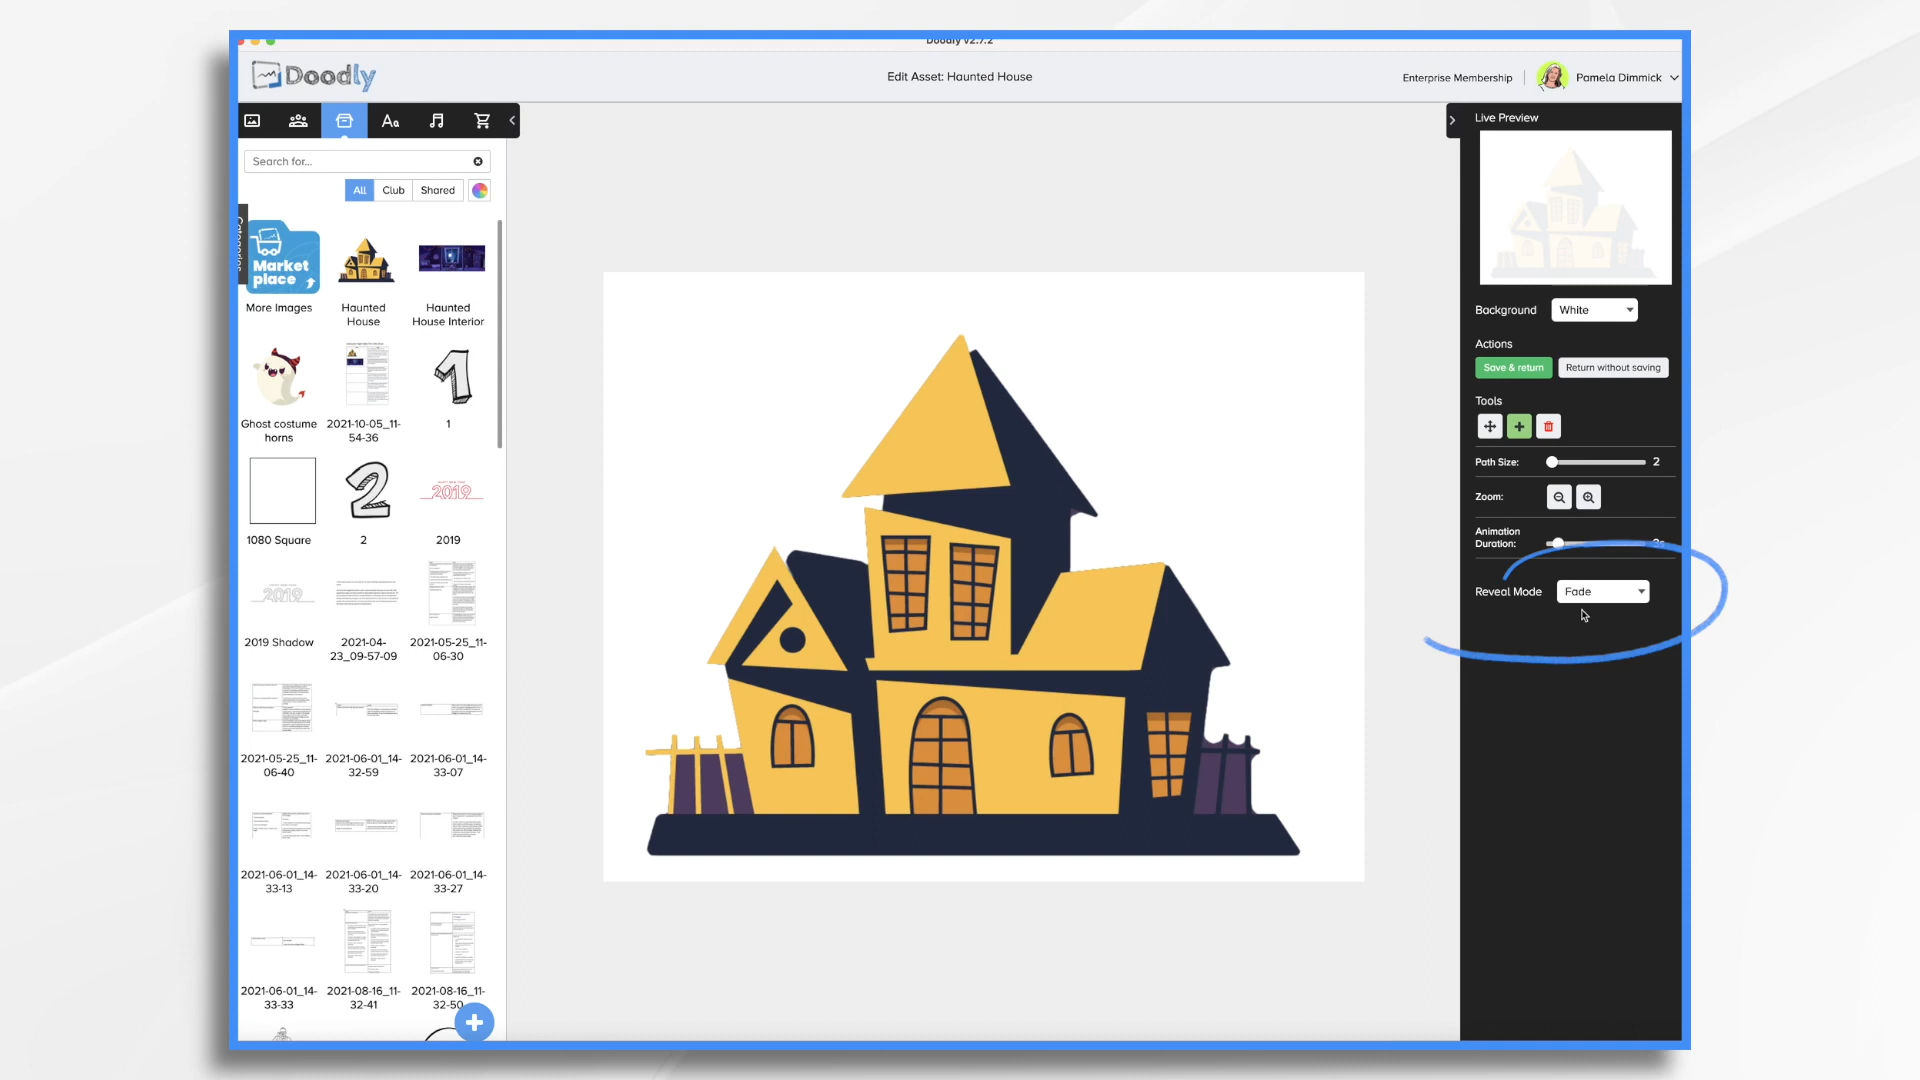 Doodly v2.7.2
Doodly
Edit Asset: Haunted House
Enterprise Membership
Pamela Dimmick
Search for...
All
Club
Shared
Categories
Market
place
More Images
Haunted
House
Haunted
House Interior
Ghost costume
horns
2021-10-05_11-
54-36
1
1080 Square
2
2019
2019
2019
2019 Shadow
2021-04-
23_09-57-09
2021-05-25_11-
06-30
2021-05-25_11-
06-40
2021-06-01_14-
32-59
2021-06-01_14-
33-07
2021-06-01_14-
33-13
2021-06-01_14-
33-20
2021-06-01_14-
33-27
2021-06-01_14-
33-33
2021-08-16_11-
32-41
2021-08-16_11-
32-50
Live Preview
Background
White
Actions
Save & return
Return without saving
Tools
Path Size:
2
Zoom:
Animation
Duration:
Reveal Mode
Fade